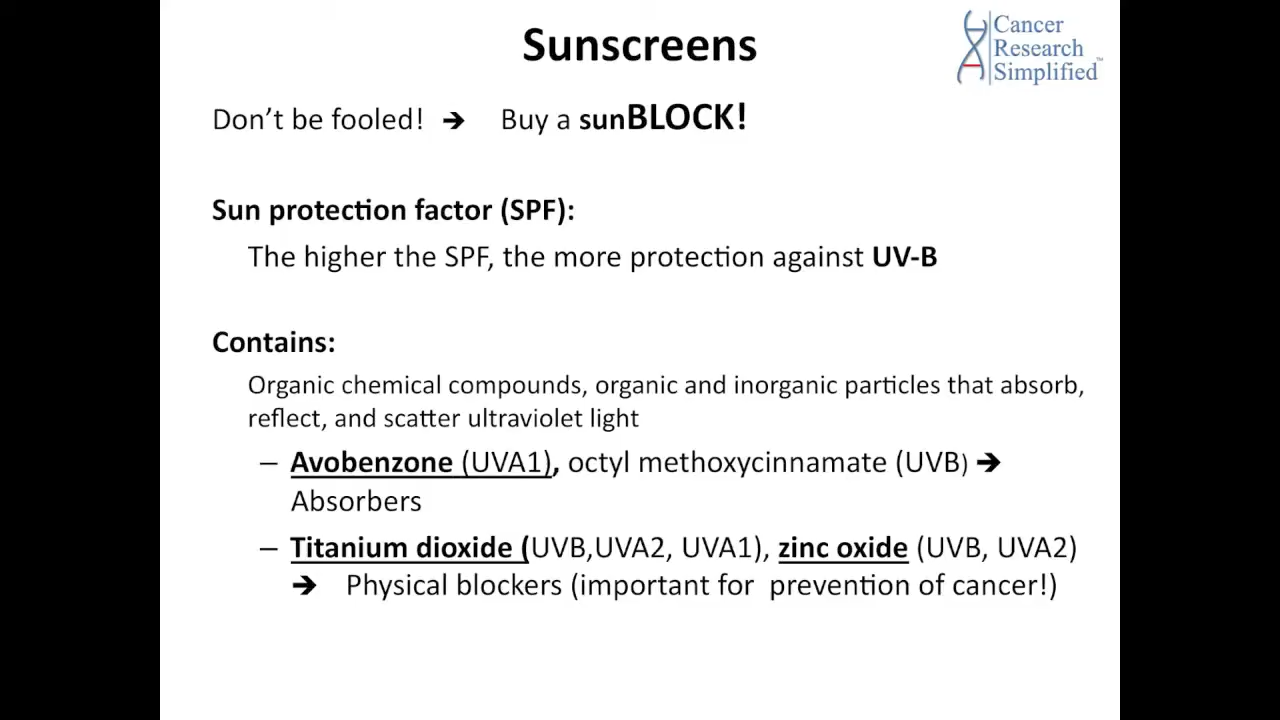 Sunscreens
Cancer
Research
Simplified™
Don't be fooled! ➔ Buy a sunBLOCK!
Sun protection factor (SPF):
The higher the SPF, the more protection against UV-B
Contains:
Organic chemical compounds, organic and inorganic particles that absorb,
reflect, and scatter ultraviolet light
– Avobenzone (UVA1), octyl methoxycinnamate (UVB) ➔
Absorbers
– Titanium dioxide (UVB,UVA2, UVA1), zinc oxide (UVB, UVA2)
➔ Physical blockers (important for prevention of cancer!)